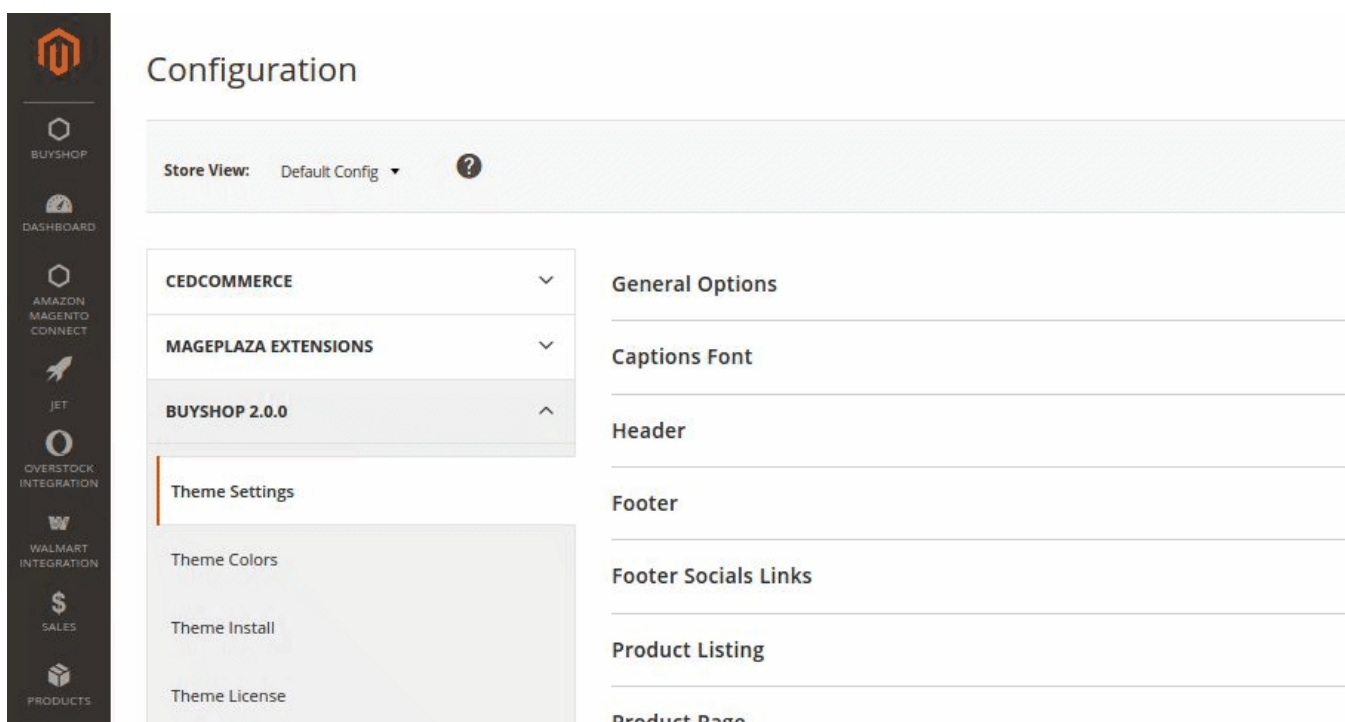 Configuration
BUYSHOP
DASHBOARD
AMAZON
MAGENTO
CONNECT
JET
OVERSTOCK
INTEGRATION
WALMART
INTEGRATION
SALES
PRODUCTS
Store View: Default Config
CEDCOMMERCE
MAGEPLAZA EXTENSIONS
BUYSHOP 2.0.0
Theme Settings
Theme Colors
Theme Install
Theme License
General Options
Captions Font
Header
Footer
Footer Socials Links
Product Listing
Product Page